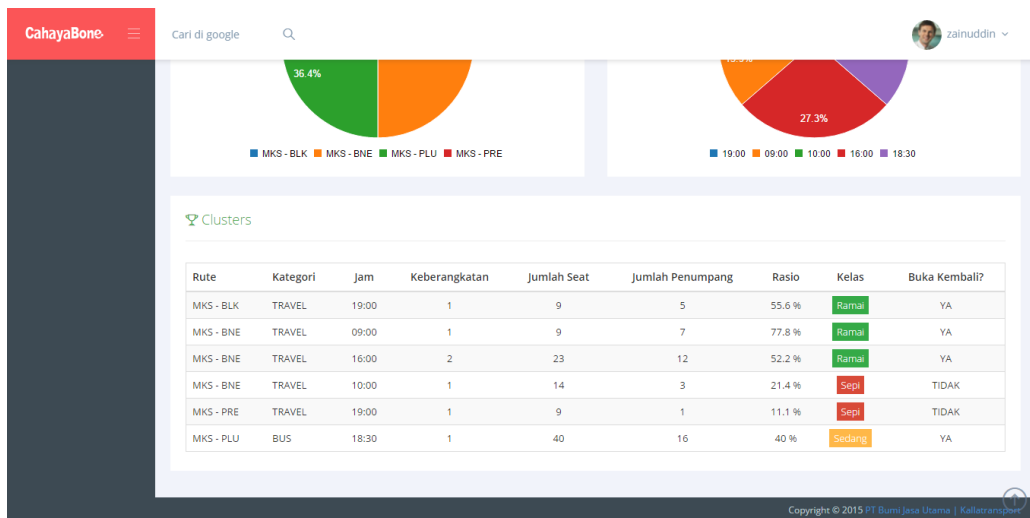 CahayaBone Cari di google zainuddin
36.4%
27.3%
MKS - BLK MKS - BNE MKS - PLU MKS - PRE
19:00 09:00 10:00 16:00 18:30
Clusters
Rute Kategori Jam Keberangkatan Jumlah Seat Jumlah Penumpang Rasio Kelas Buka Kembali?
MKS - BLK TRAVEL 19:00 1 9 5 55.6 % Ramai YA
MKS - BNE TRAVEL 09:00 1 9 7 77.8 % Ramai YA
MKS - BNE TRAVEL 16:00 2 23 12 52.2 % Ramai YA
MKS - BNE TRAVEL 10:00 1 14 3 21.4 % Sepi TIDAK
MKS - PRE TRAVEL 19:00 1 9 1 11.1 % Sepi TIDAK
MKS - PLU BUS 18:30 1 40 16 40 % Sedang YA
Copyright © 2015 PT Bumi Jasa Utama | Kallatransport